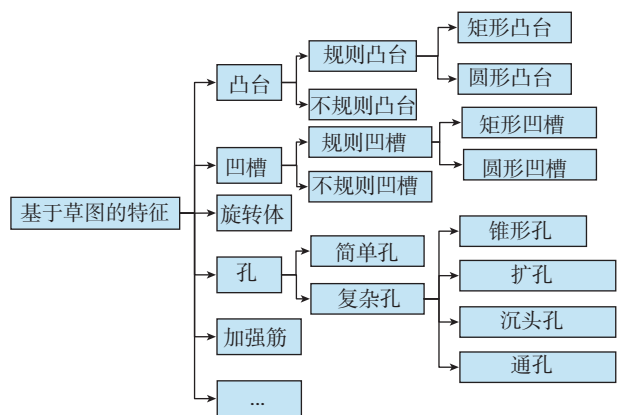 矩形凸台
规则凸台
凸台
圆形凸台
不规则凸台
矩形凹槽
规则凹槽
凹槽
圆形凹槽
不规则凹槽
基于草图的特征
旋转体
锥形孔
简单孔
孔
扩孔
复杂孔
沉头孔
加强筋
通孔
...